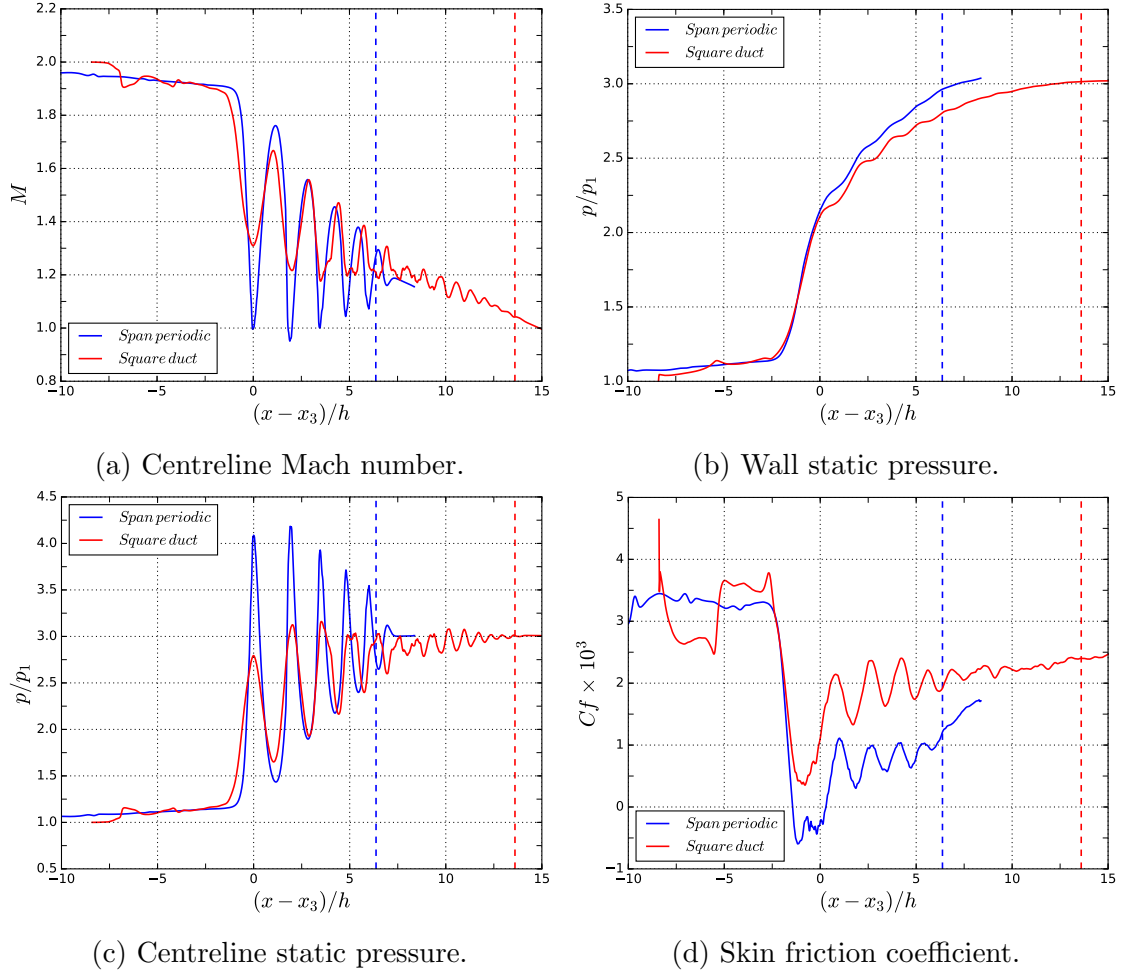 2.2
2.0
1.8
1.6
1.4
1.2
1.0
0.8
M
Span periodic
Square duct
−10 −5 0 5 10 15
(x − x₃)/h
(a) Centreline Mach number.
3.5
3.0
2.5
2.0
1.5
1.0
p/p₁
Span periodic
Square duct
−10 −5 0 5 10 15
(x − x₃)/h
(b) Wall static pressure.
4.5
4.0
3.5
3.0
2.5
2.0
1.5
1.0
0.5
p/p₁
Span periodic
Square duct
−10 −5 0 5 10 15
(x − x₃)/h
(c) Centreline static pressure.
5
4
3
2
1
0
−1
Cf × 10³
Span periodic
Square duct
−10 −5 0 5 10 15
(x − x₃)/h
(d) Skin friction coefficient.